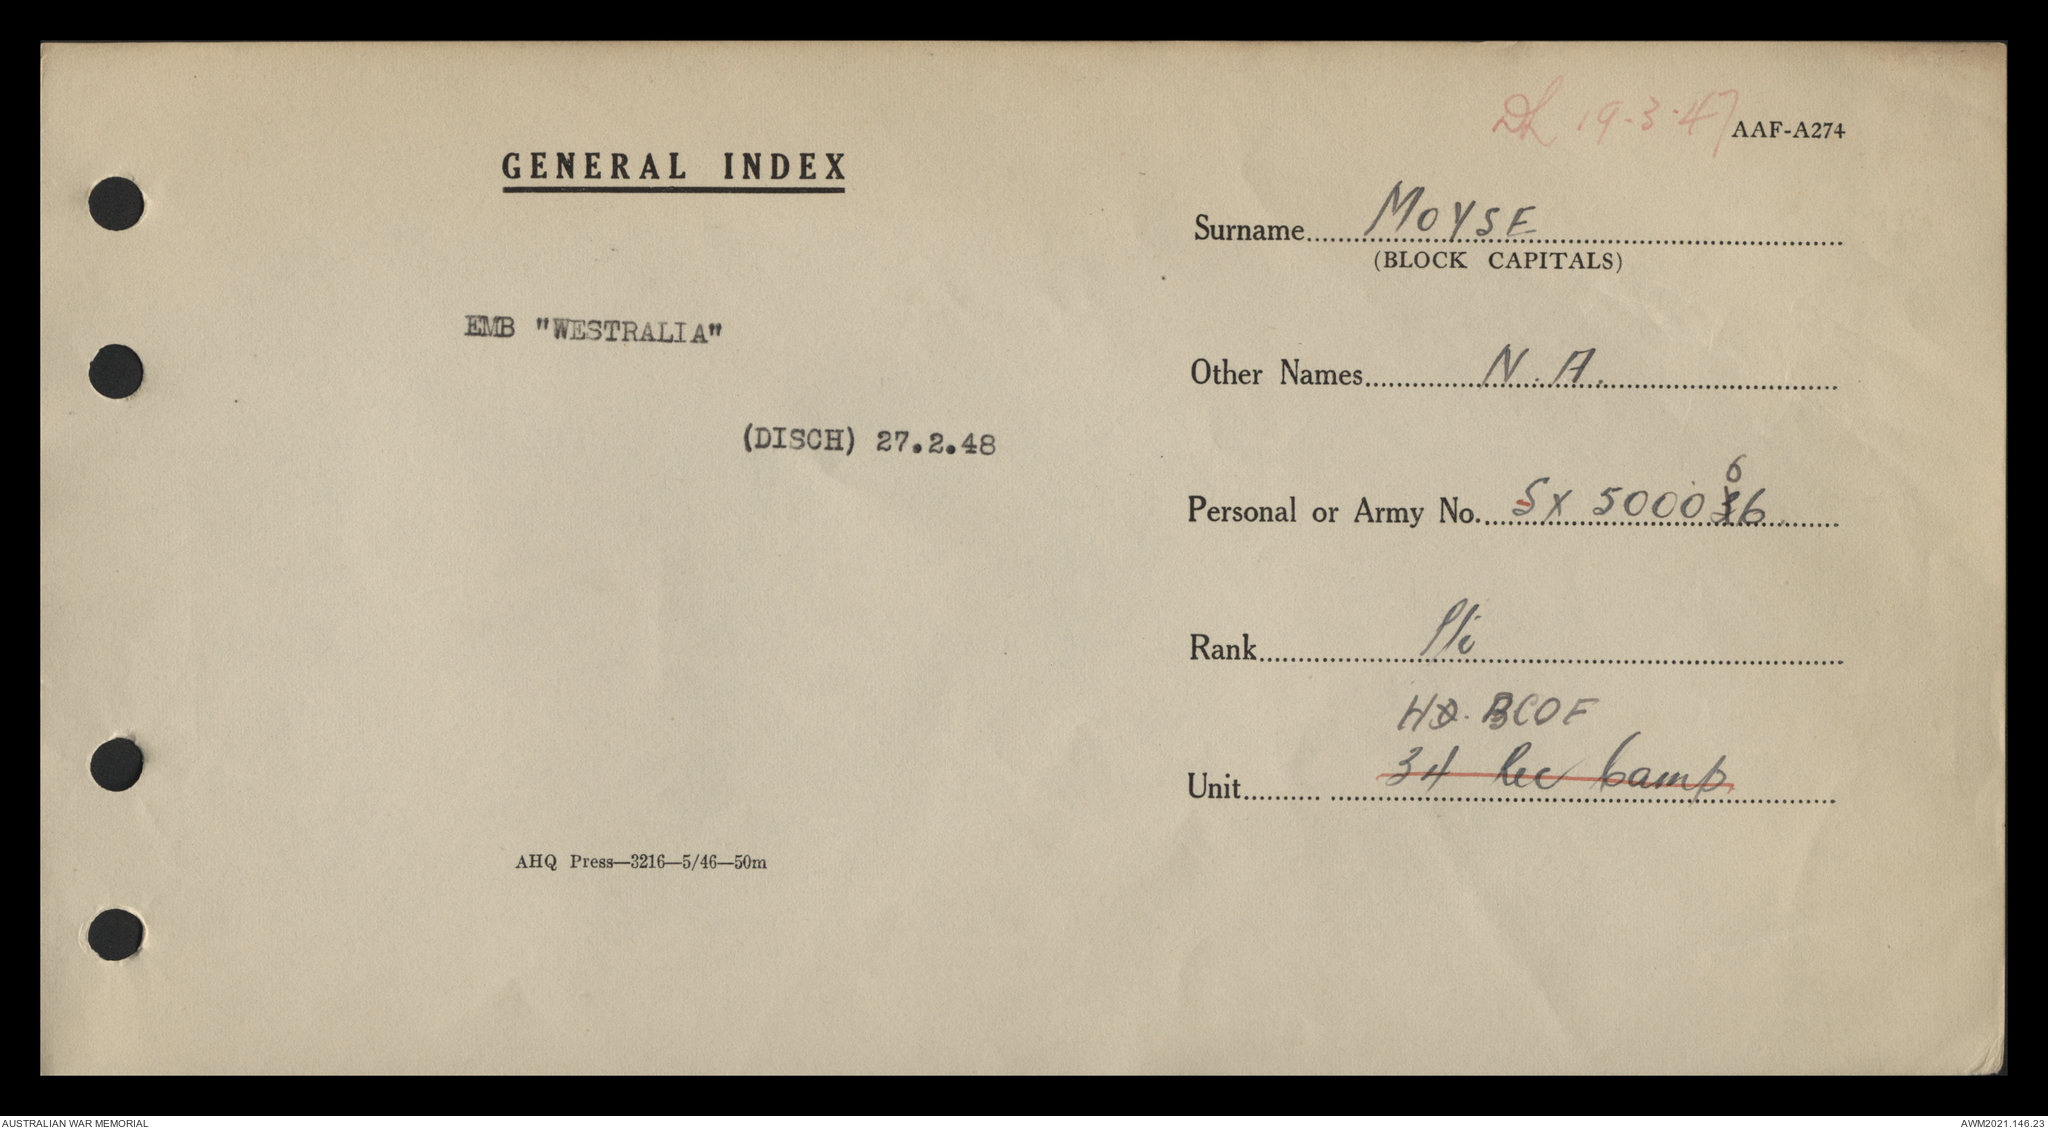 Dh 19-3-47
AAF-A274
GENERAL INDEX
Surname MOYSE
(BLOCK CAPITALS)
EMB "WESTRALIA"
Other Names N. A.
(DISCH) 27.2.48
6
Personal or Army No. SX 500036
Rank Pte
HQ. BCOF
Unit 34 Rec Camp
AHQ Press—3216—5/46—50m
AUSTRALIAN WAR MEMORIAL
AWM2021.146.23